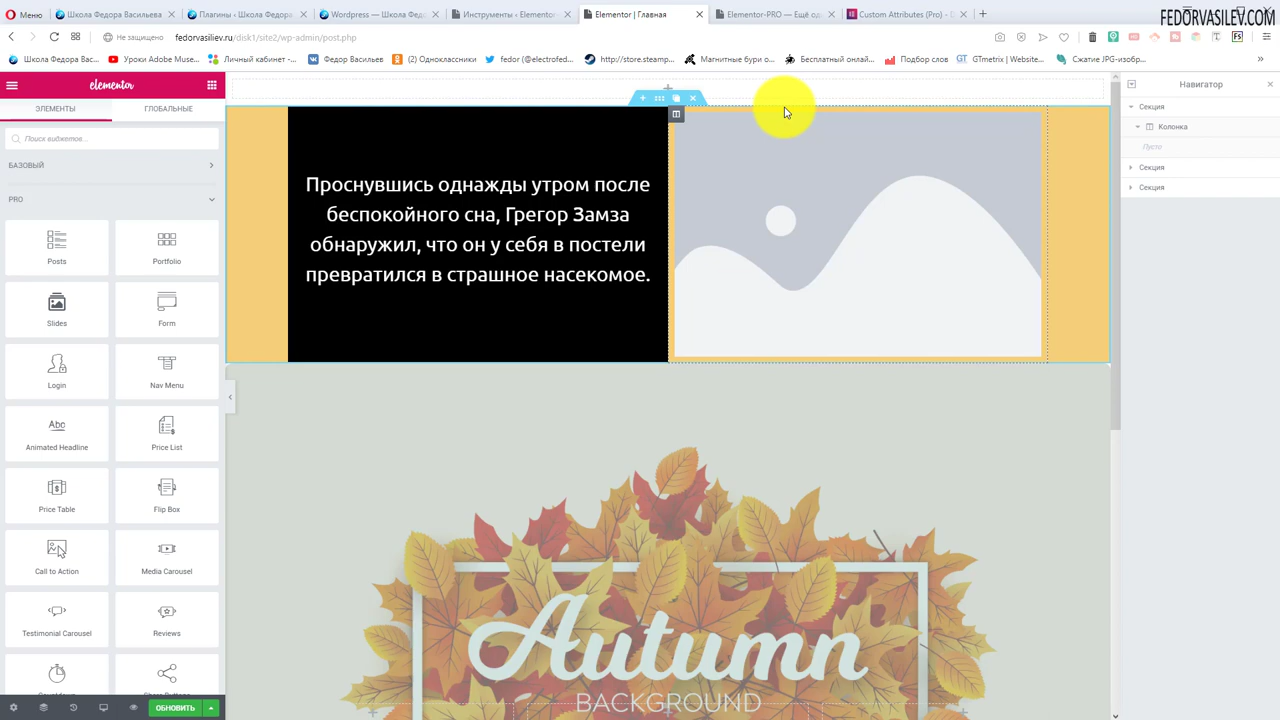 FEDORVASILEV.COM
Меню
Школа Федора Васильева
Плагины ‹ Школа Федора
Wordpress — Школа Федо
Инструменты ‹ Elementor
Elementor | Главная
Elementor-PRO — Ещё од
Custom Attributes (Pro) - E
Не защищено
fedorvasiliev.ru/disk1/site2/wp-admin/post.php
Школа Федора Вас...
Уроки Adobe Muse...
Личный кабинет -...
Федор Васильев
(2) Одноклассники
fedor (@electrofed...
http://store.steamp...
Магнитные бури о...
Бесплатный онлай...
Подбор слов
GTmetrix | Website...
Сжатие JPG-изобр...
elementor
ЭЛЕМЕНТЫ
ГЛОБАЛЬНЫЕ
Поиск виджетов...
БАЗОВЫЙ
PRO
Posts
Portfolio
Slides
Form
Login
Nav Menu
Abc
Animated Headline
Price List
Price Table
Flip Box
Call to Action
Media Carousel
Testimonial Carousel
Reviews
ОБНОВИТЬ
Проснувшись однажды утром после
беспокойного сна, Грегор Замза
обнаружил, что он у себя в постели
превратился в страшное насекомое.
Autumn
BACKGROUND
Навигатор
Секция
Колонка
Пусто
Секция
Секция